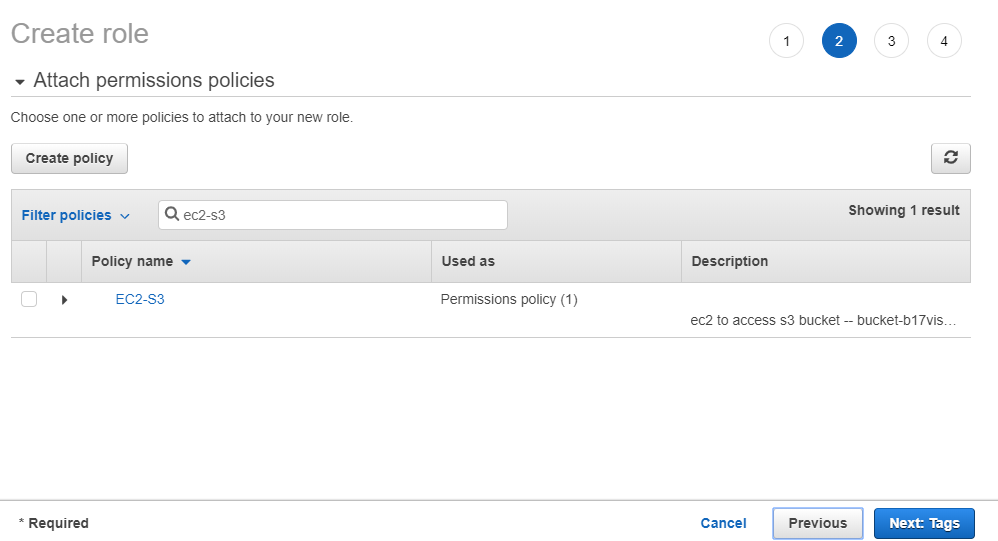 Create role
1 2 3 4
Attach permissions policies
Choose one or more policies to attach to your new role.
Create policy
Filter policies ec2-s3 Showing 1 result
Policy name Used as Description
EC2-S3 Permissions policy (1)
ec2 to access s3 bucket -- bucket-b17vis…
* Required Cancel Previous Next: Tags